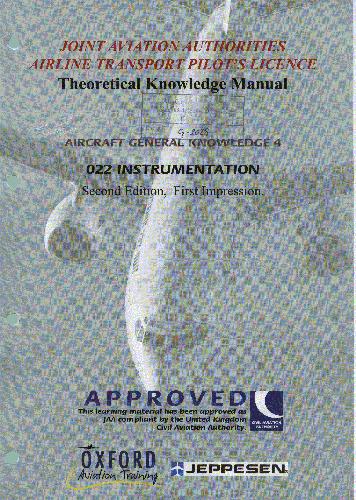 JOINT AVIATION AUTHORITIES
AIRLINE TRANSPORT PILOT'S LICENCE
Theoretical Knowledge Manual
AIRCRAFT GENERAL KNOWLEDGE 4
022 INSTRUMENTATION
Second Edition, First Impression.
APPROVED
This learning material has been approved as
JAA compliant by the United Kingdom
Civil Aviation Authority.
CIVIL AVIATION
AUTHORITY
OXFORD
Aviation Training
JEPPESEN